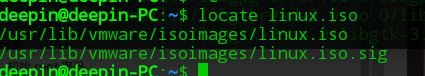 deepin@deepin-PC:~$ locate linux.iso
/usr/lib/vmware/isoimages/linux.iso
/usr/lib/vmware/isoimages/linux.iso.sig
deepin@deepin-PC:~$